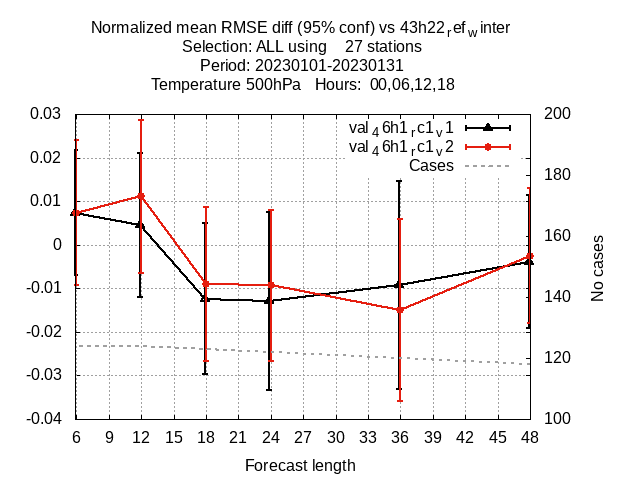 Normalized mean RMSE diff (95% conf) vs 43h22refwinter
Selection: ALL using 27 stations
Period: 20230101-20230131
Temperature 500hPa Hours: 00,06,12,18
val46h1rc1v1
val46h1rc1v2
Cases
0.03
0.02
0.01
0
-0.01
-0.02
-0.03
-0.04
200
180
160
140
120
100
No cases
6 9 12 15 18 21 24 27 30 33 36 39 42 45 48
Forecast length